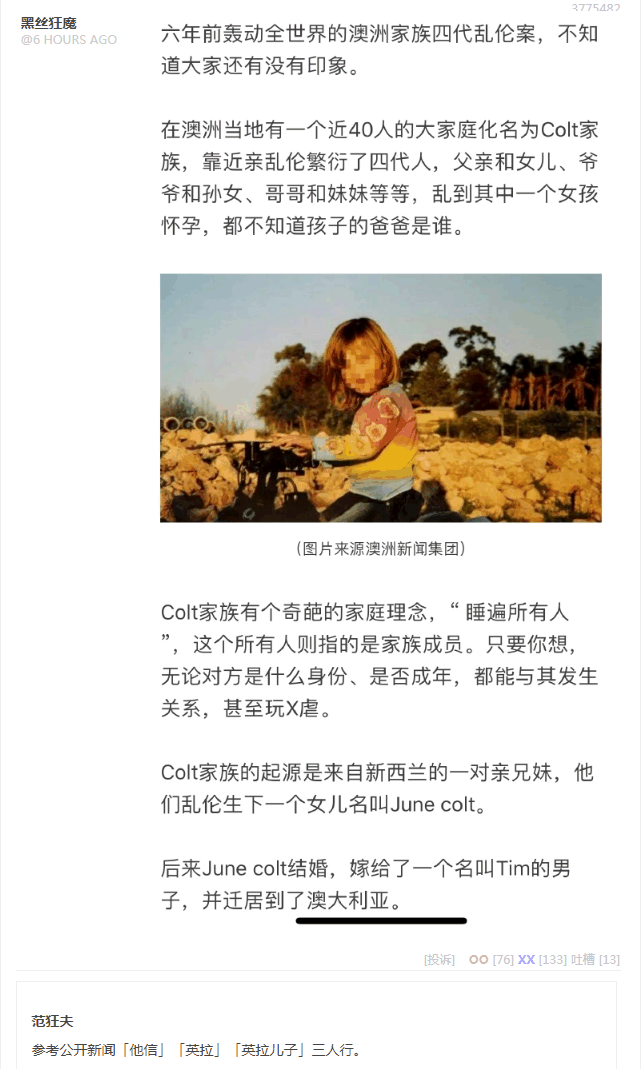 3775482
黑丝狂魔
@6 HOURS AGO
六年前轰动全世界的澳洲家族四代乱伦案，不知
道大家还有没有印象。
在澳洲当地有一个近40人的大家庭化名为Colt家
族，靠近亲乱伦繁衍了四代人，父亲和女儿、爷
爷和孙女、哥哥和妹妹等等，乱到其中一个女孩
怀孕，都不知道孩子的爸爸是谁。
（图片来源澳洲新闻集团）
Colt家族有个奇葩的家庭理念，“ 睡遍所有人
”，这个所有人则指的是家族成员。只要你想，
无论对方是什么身份、是否成年，都能与其发生
关系，甚至玩X虐。
Colt家族的起源是来自新西兰的一对亲兄妹，他
们乱伦生下一个女儿名叫June colt。
后来June colt结婚，嫁给了一个名叫Tim的男
子，并迁居到了澳大利亚。
[投诉] OO [76] XX [133] 吐槽 [13]
范狂夫
参考公开新闻「他信」「英拉」「英拉儿子」三人行。